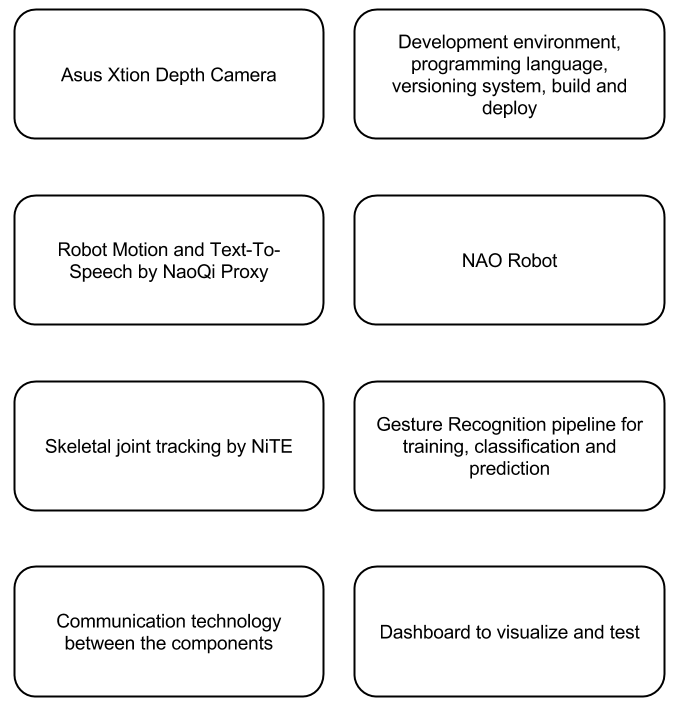 Asus Xtion Depth Camera
Development environment,
programming language,
versioning system, build and
deploy
Robot Motion and Text-To-
Speech by NaoQi Proxy
NAO Robot
Skeletal joint tracking by NiTE
Gesture Recognition pipeline for
training, classification and
prediction
Communication technology
between the components
Dashboard to visualize and test